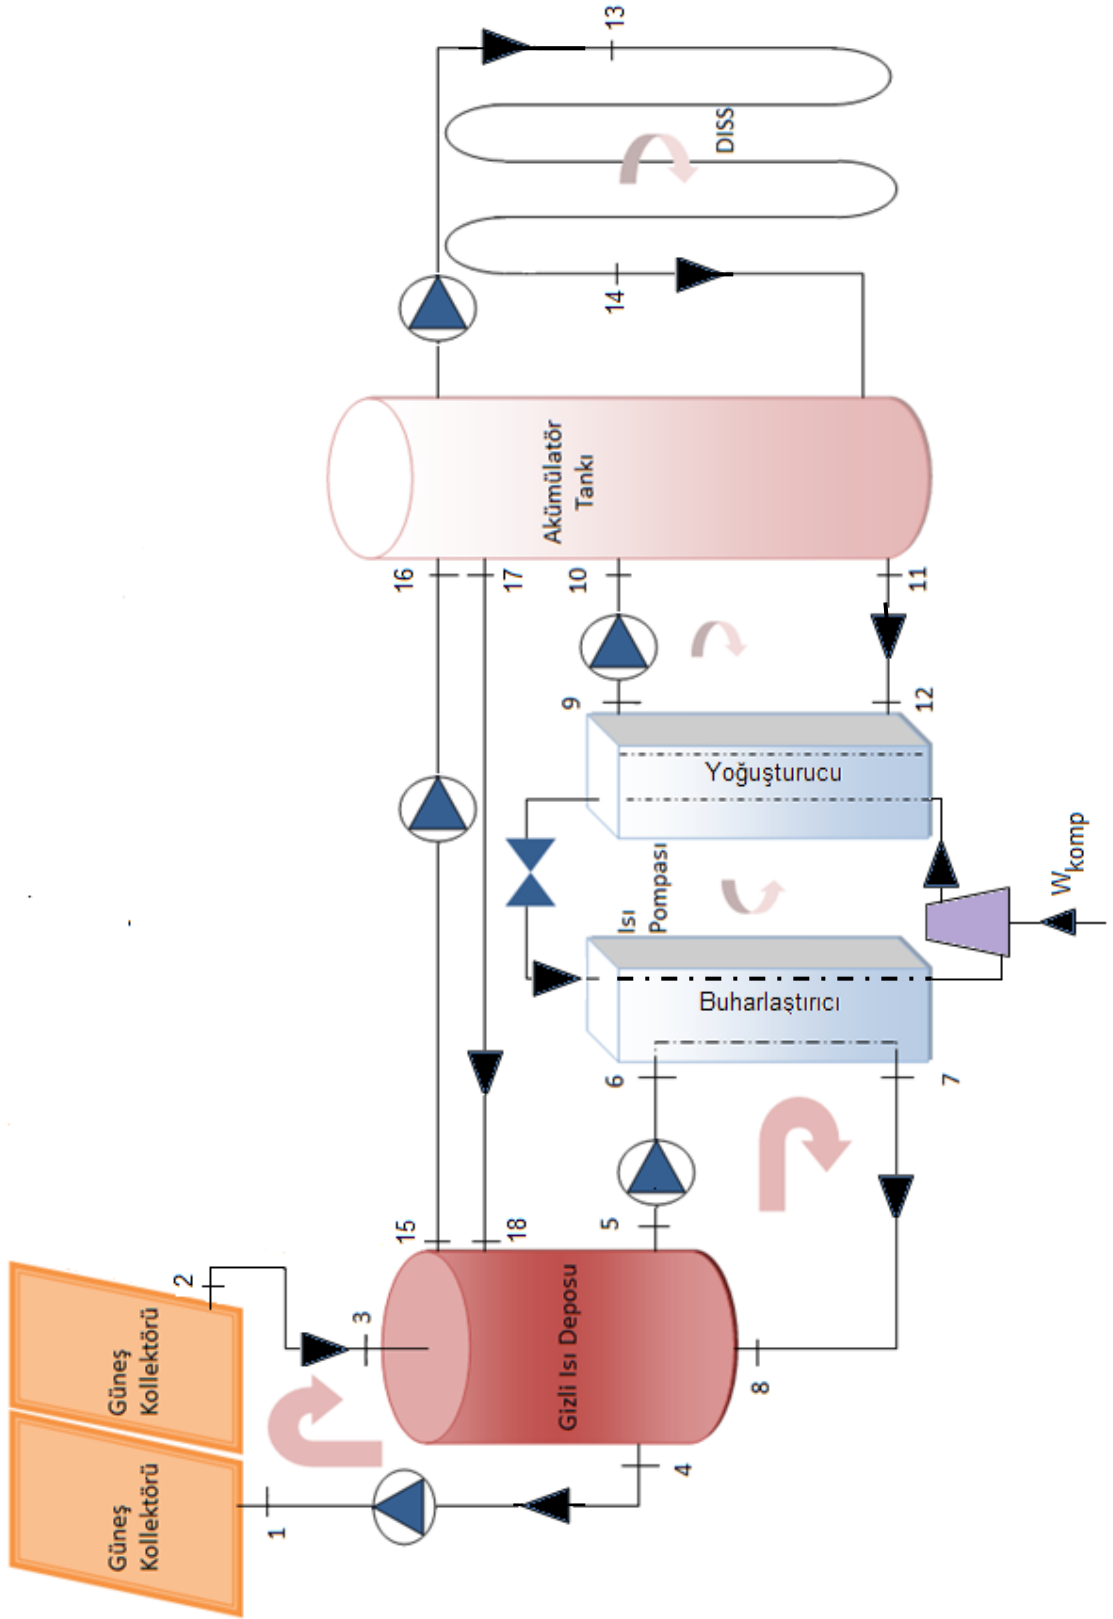 Güneş
Kollektörü
Güneş
Kollektörü
1
2
3
4
Gizli Isı Deposu
15
18
5
8
6
7
Buharlaştırıcı
Isı
Pompası
Yoğuşturucu
W komp
9
12
16
17
10
11
Akümülatör
Tankı
14
13
DISS